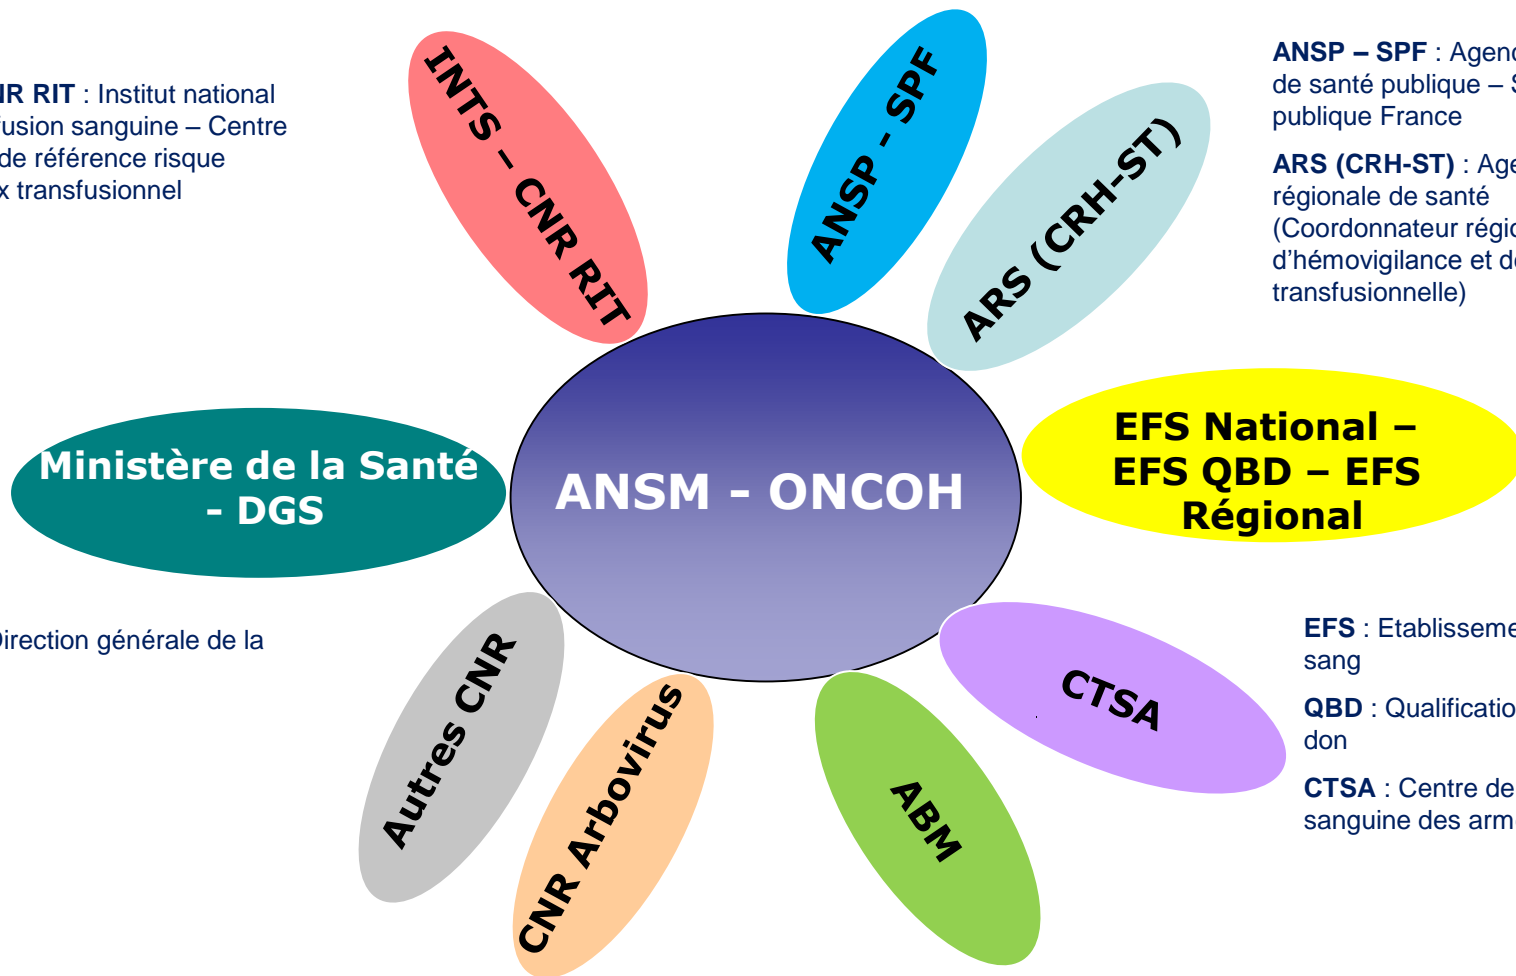 NR RIT : Institut national
fusion sanguine – Centre
de référence risque
x transfusionnel
INTS – CNR RIT
ANSP - SPF
ARS (CRH-ST)
ANSP – SPF : Agenc
de santé publique – S
publique France
ARS (CRH-ST) : Age
régionale de santé
(Coordonnateur régio
d'hémovigilance et de
transfusionnelle)
Ministère de la Santé
- DGS
ANSM - ONCOH
EFS National –
EFS QBD – EFS
Régional
Direction générale de la
Autres CNR
CNR Arbovirus
ABM
CTSA
EFS : Etablisseme
sang
QBD : Qualificatio
don
CTSA : Centre de
sanguine des arm